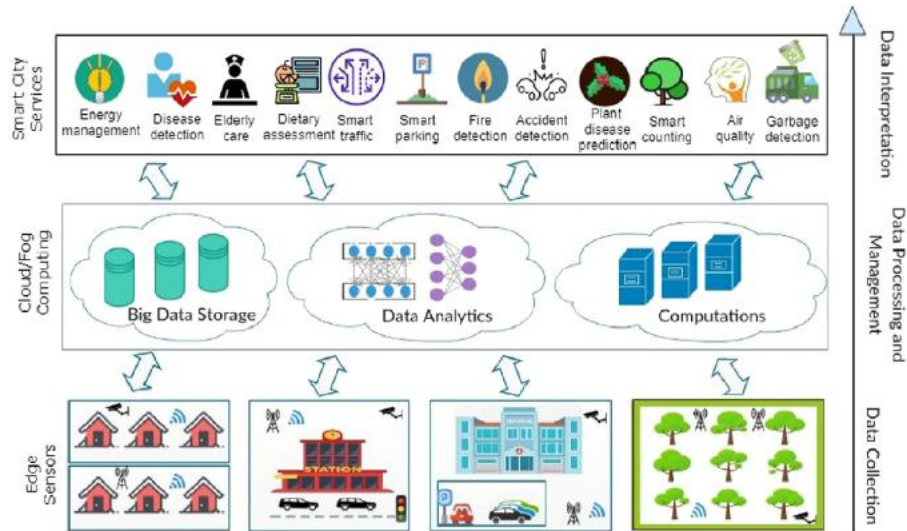 Smart City
Services
Energy
management
Disease
detection
Elderly
care
Dietary
assessment
Smart
traffic
P
Smart
parking
Fire
detection
Accident
detection
Plant
disease
prediction
Smart
counting
Air
quality
Garbage
detection
Data Interpretation
Cloud/Fong
Computing
Big Data Storage
Data Analytics
Computations
Data Processing and
Management
Edge
Sensors
STATION
P
Data Collection